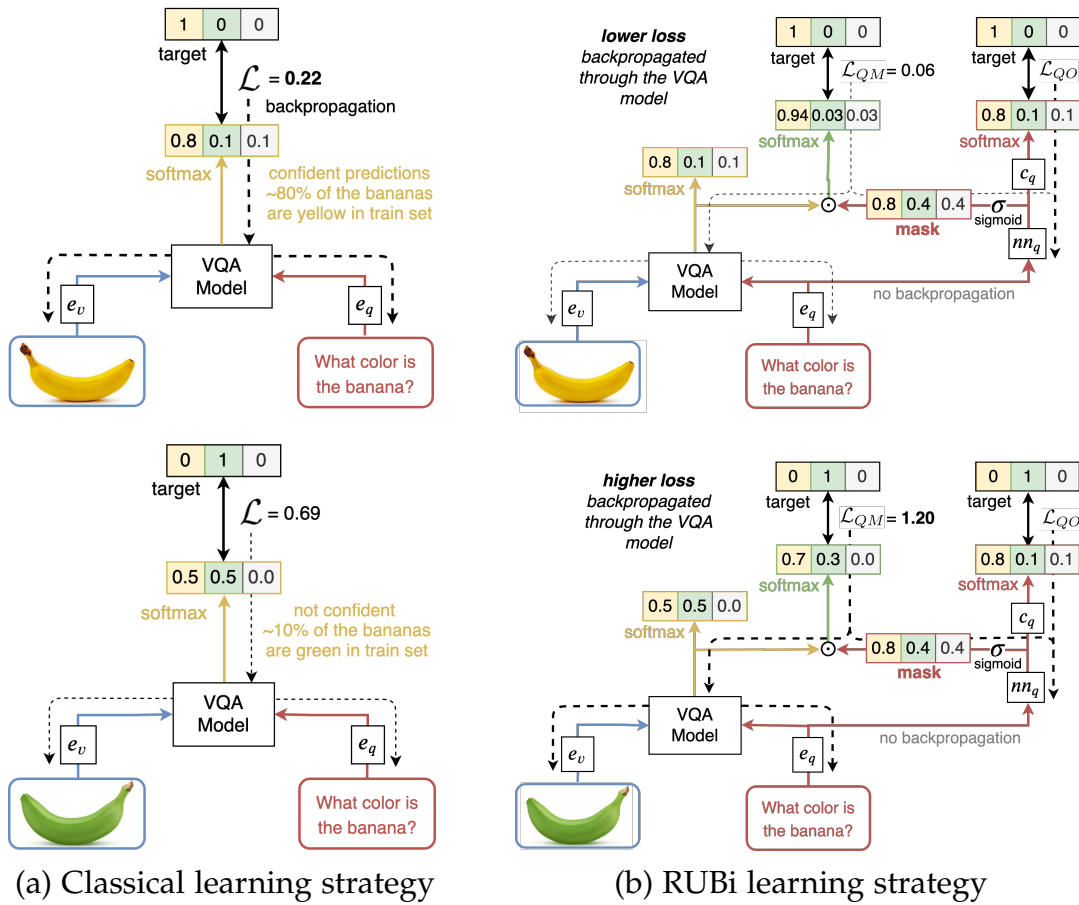 1 0 0
target
ℒ = 0.22
backpropagation
0.8 0.1 0.1
softmax
confident predictions
~80% of the bananas
are yellow in train set
VQA
Model
e_v
e_q
What color is
the banana?
0 1 0
target
ℒ = 0.69
0.5 0.5 0.0
softmax
not confident
~10% of the bananas
are green in train set
VQA
Model
e_v
e_q
What color is
the banana?
(a) Classical learning strategy
lower loss
backpropagated
through the VQA
model
1 0 0
target
ℒ_QM = 0.06
0.94 0.03 0.03
softmax
1 0 0
target
ℒ_QO
0.8 0.1 0.1
softmax
0.8 0.1 0.1
softmax
c_q
0.8 0.4 0.4
mask
σ
sigmoid
nn_q
VQA
Model
no backpropagation
e_v
e_q
What color is
the banana?
higher loss
backpropagated
through the VQA
model
0 1 0
target
ℒ_QM = 1.20
0.7 0.3 0.0
softmax
0 1 0
target
ℒ_QO
0.8 0.1 0.1
softmax
0.5 0.5 0.0
softmax
c_q
0.8 0.4 0.4
mask
σ
sigmoid
nn_q
VQA
Model
no backpropagation
e_v
e_q
What color is
the banana?
(b) RUBi learning strategy